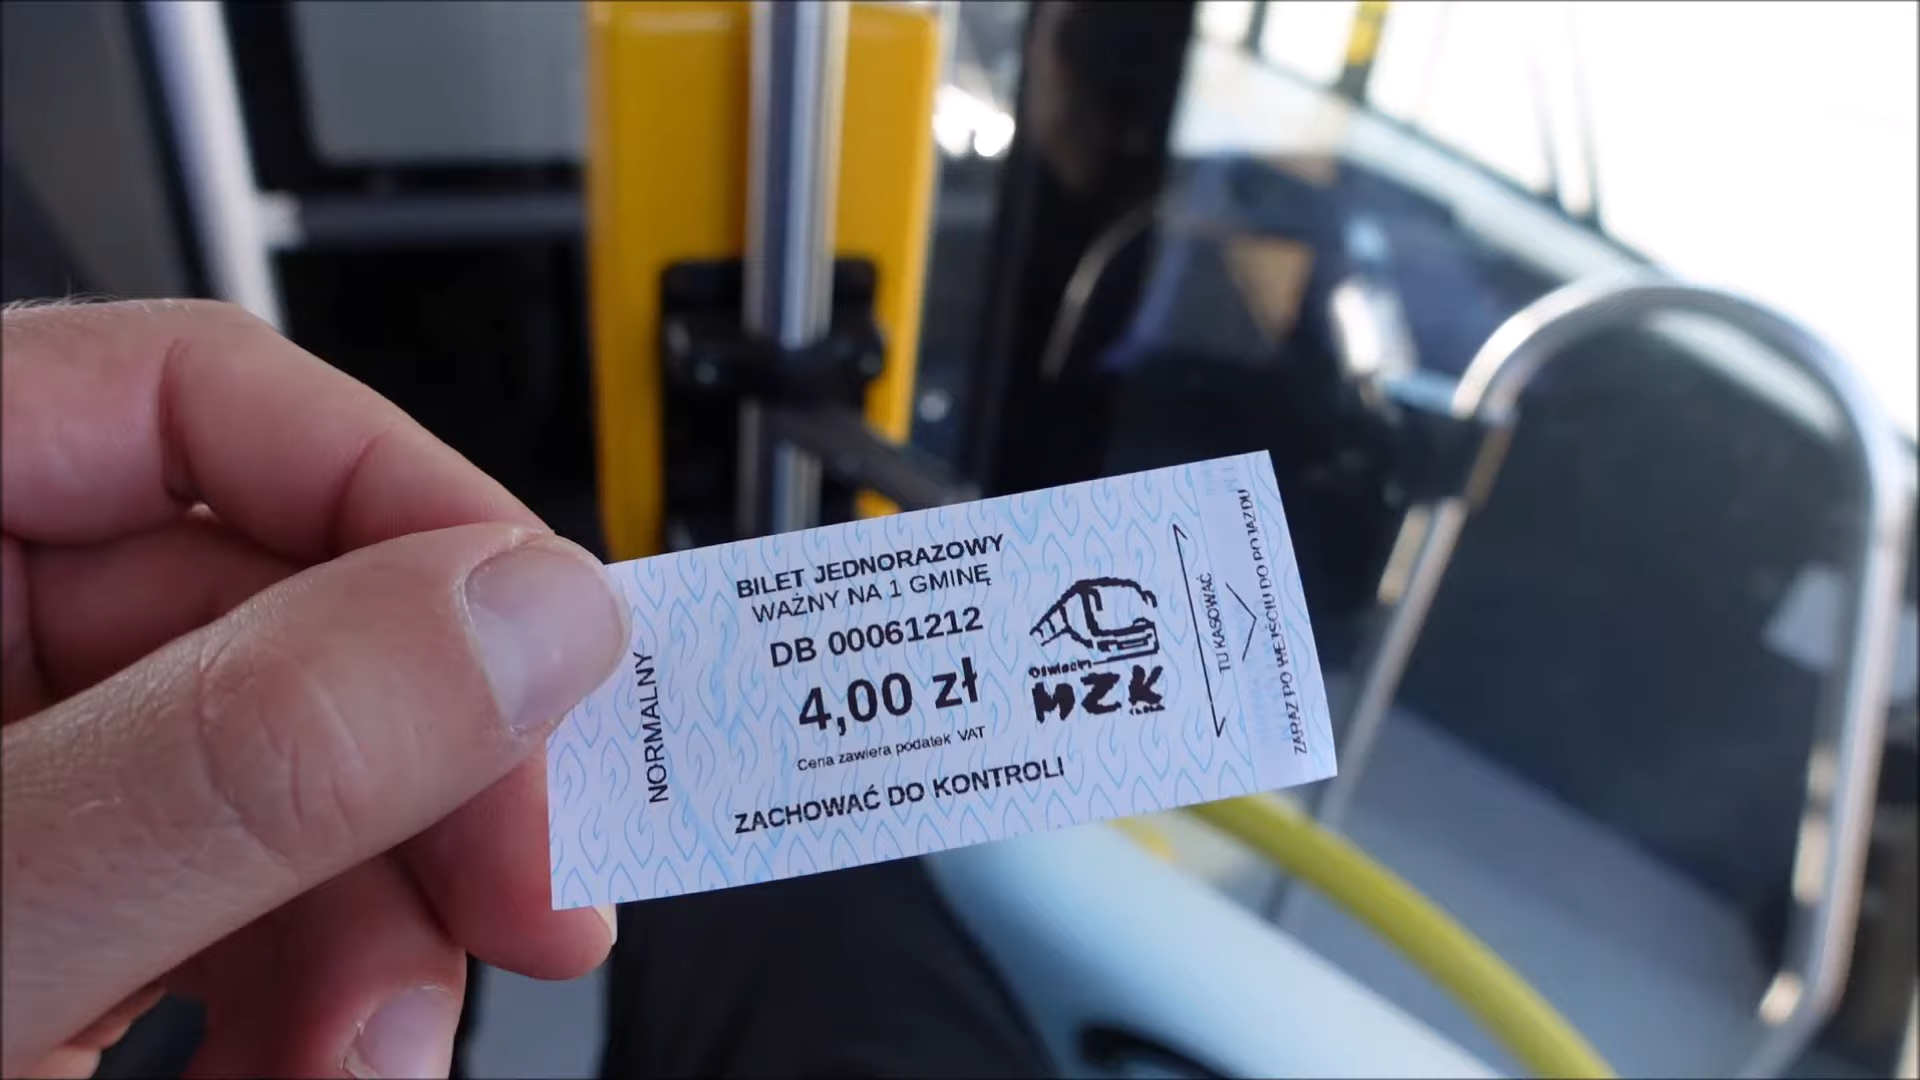 NORMALNY
BILET JEDNORAZOWY
WAŻNY NA 1 GMINĘ
DB 00061212
4,00 zł
Cena zawiera podatek VAT
ZACHOWAĆ DO KONTROLI
Oświęcim
MZK
TU KASOWAĆ
ZARAZ PO WEJŚCIU DO POJAZDU